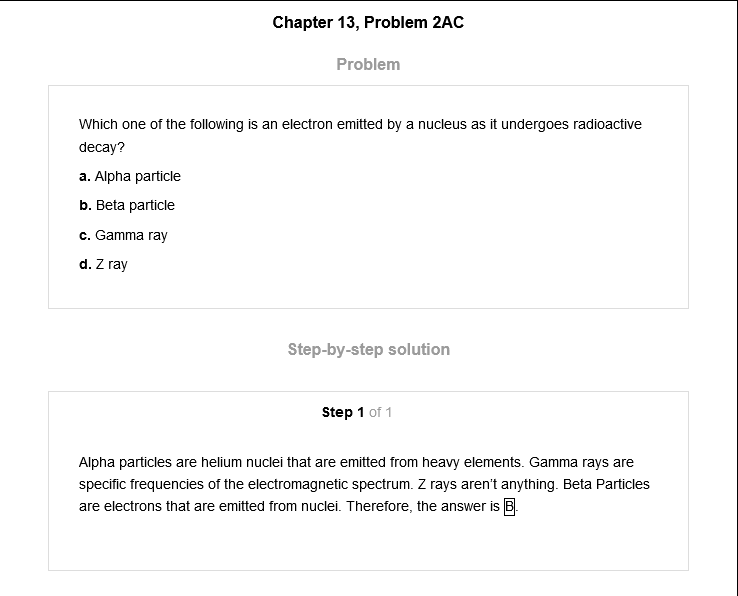 Chapter 13, Problem 2AC
Problem
Which one of the following is an electron emitted by a nucleus as it undergoes radioactive
decay?
a. Alpha particle
b. Beta particle
c. Gamma ray
d. Z ray
Step-by-step solution
Step 1 of 1
Alpha particles are helium nuclei that are emitted from heavy elements. Gamma rays are
specific frequencies of the electromagnetic spectrum. Z rays aren't anything. Beta Particles
are electrons that are emitted from nuclei. Therefore, the answer is B.